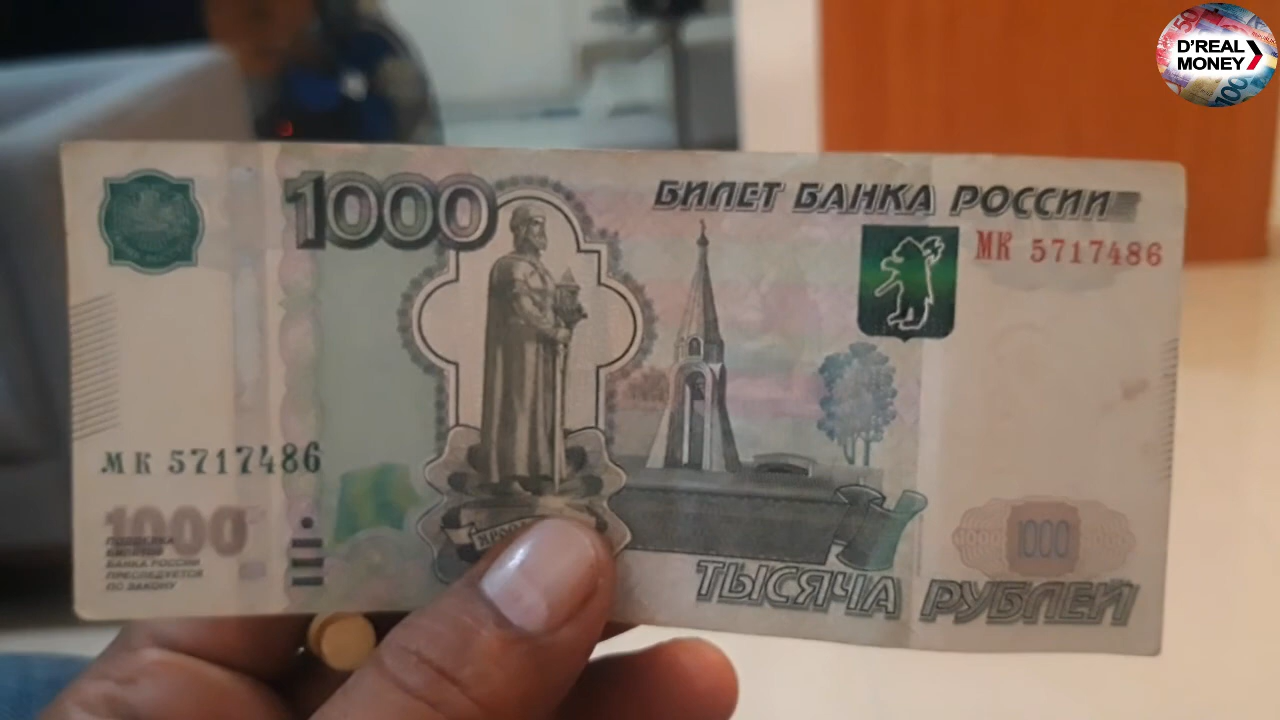 D'REAL
MONEY
1000
БИЛЕТ БАНКА РОССИИ
МК 5717486
МК 5717486
1000
ПОДДЕЛКА
БИЛЕТОВ
БАНКА РОССИИ
ПРЕСЛЕДУЕТСЯ
ПО ЗАКОНУ
1000
ТЫСЯЧА РУБЛЕЙ